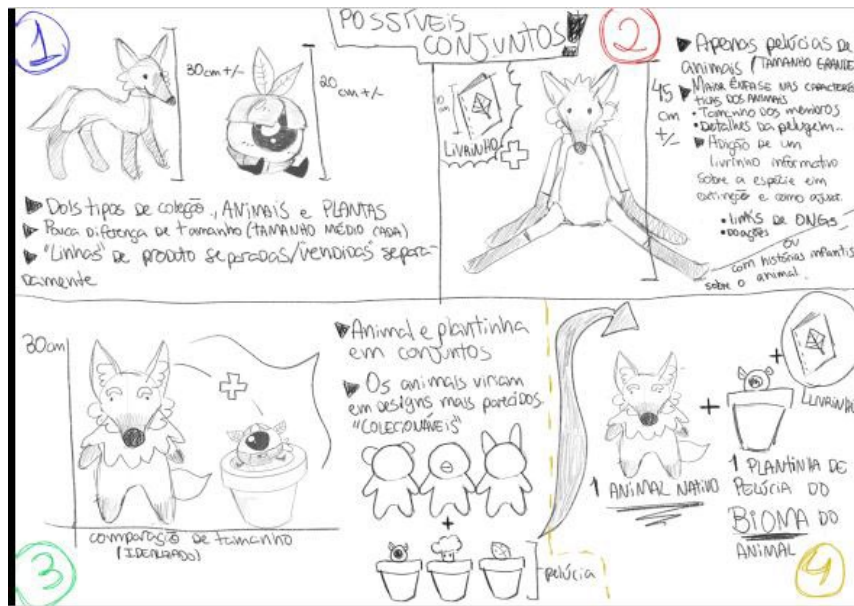 POSSÍVEIS
CONJUNTOS!
1
30cm +/-
20
cm +/-
▶ Dois tipos de coleção, ANIMAIS e PLANTAS
▶ Pouca diferença de tamanho (TAMANHO MÉDIO CADA)
▶ "Linhas" de produto separadas/vendidas separa-
damente
2
10
cm
LIVRINHO
+
45
cm
+/-
▶ Apenas pelúcias de
animais (TAMANHO GRANDE
▶ MAIOR ÊNFASE NAS CARACTERÍS
TICAS DOS ANIMAIS
• Tamanho dos membros
• Detalhes da pelugem..
▶ Adição de um
livrinho informativo
sobre a espécie em
extinção e como ajudar.
• links de ONGs
• doações
ou
com histórias infantis
sobre o animal.
30cm
+
comparação de tamanho
(IDEALIZADO)
3
▶ Animal e plantinha
em conjuntos
▶ Os animais viriam
em designs mais parecidos.
"COLECIONÁVEIS"
+
pelúcia
+
+
LIVRINHO
1 ANIMAL NATIVO
1 PLANTINHA DE
PELÚCIA DO
BIOMA DO
ANIMAL
4